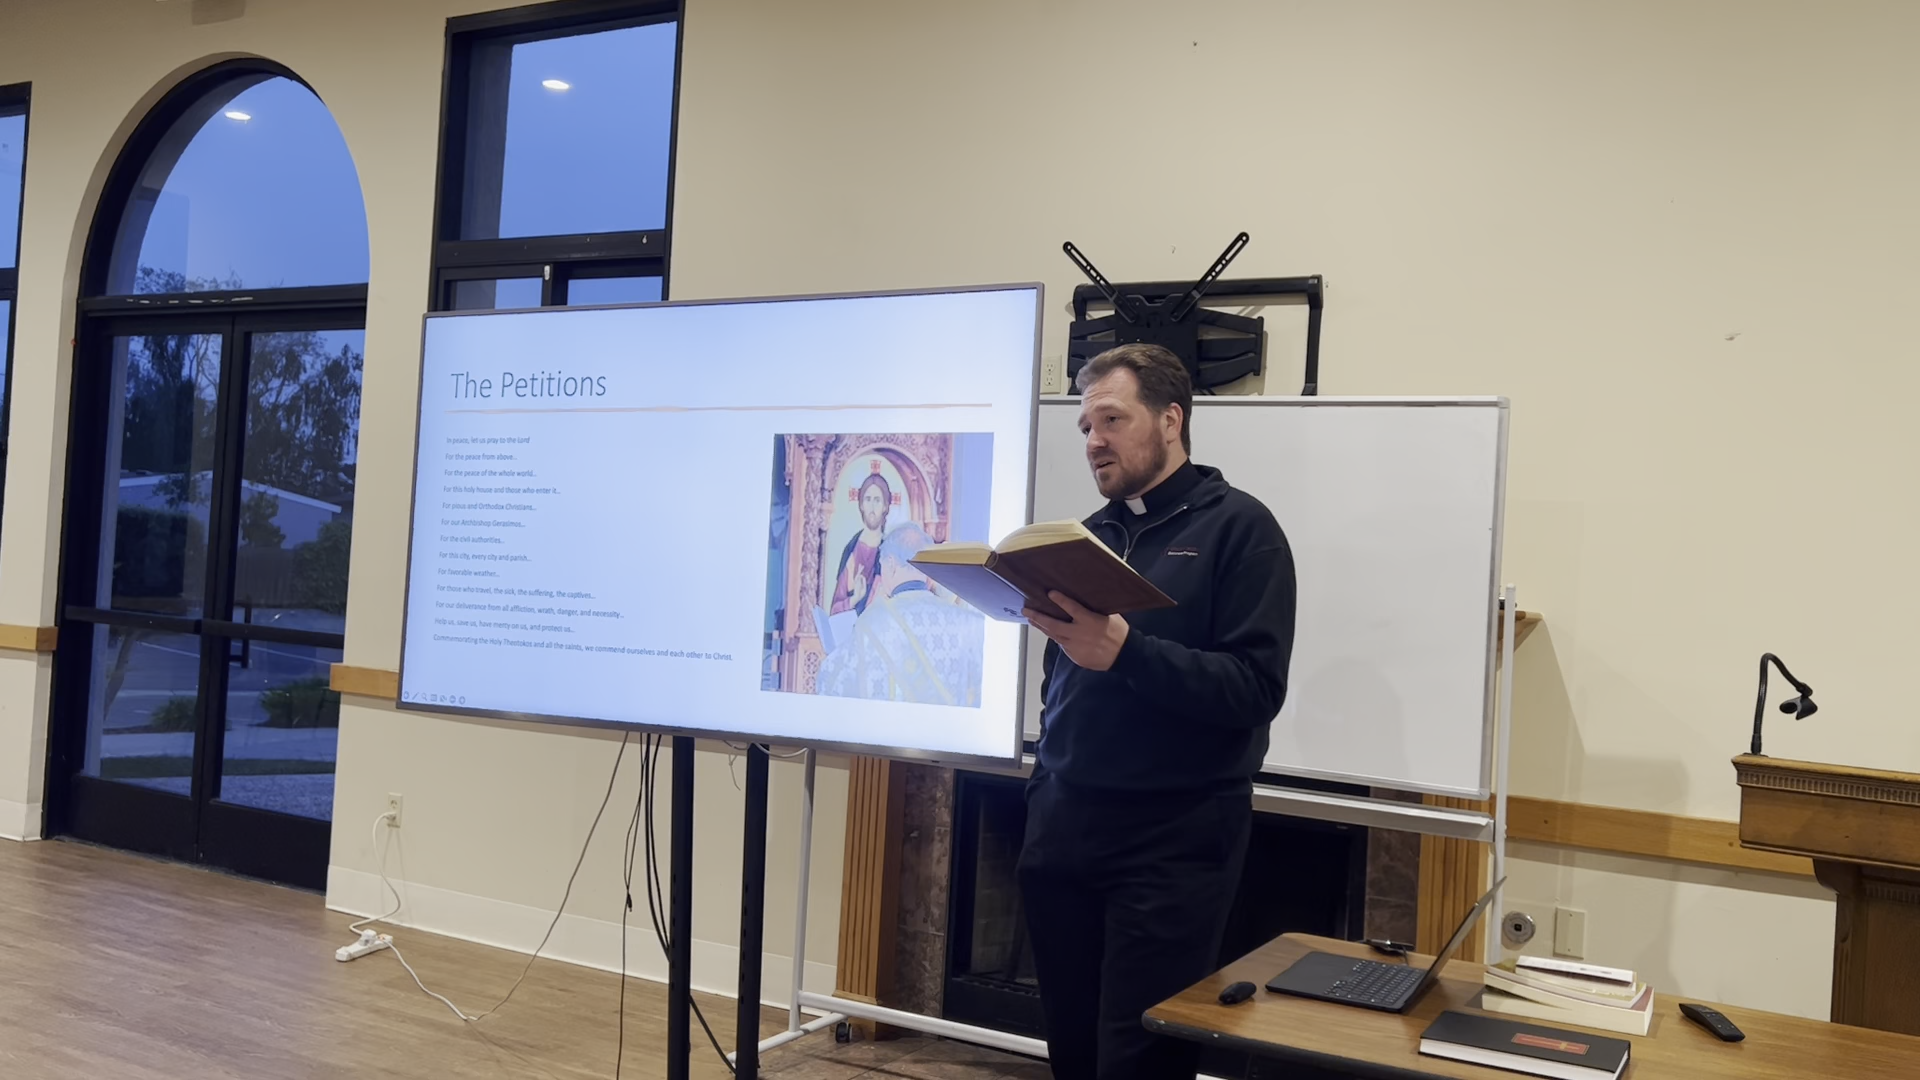 The Petitions
In peace, let us pray to the Lord
For the peace from above...
For the peace of the whole world...
For this holy house and those who enter it...
For pious and Orthodox Christians...
For our Archbishop Gerasimos...
For the civil authorities...
For this city, every city and parish...
For favorable weather...
For those who travel, the sick, the suffering, the captives...
For our deliverance from all affliction, wrath, danger, and necessity...
Help us, save us, have mercy on us, and protect us...
Commemorating the Holy Theotokos and all the saints, we commend ourselves and each other to Christ.